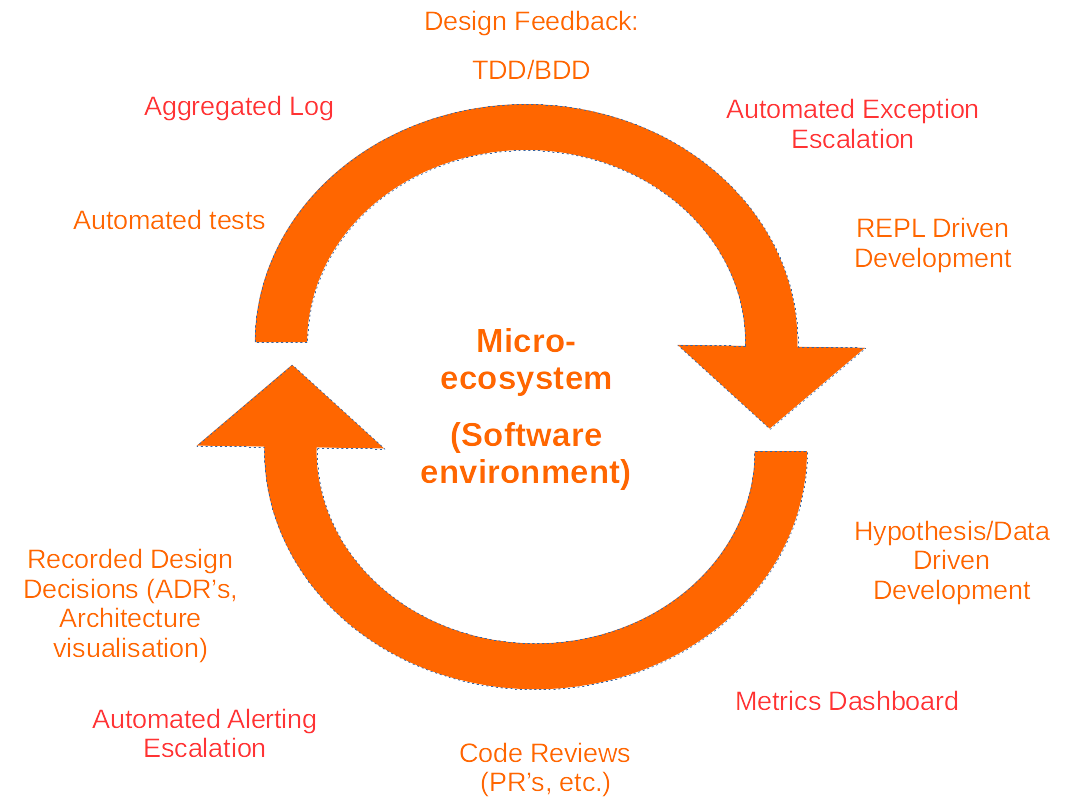 Design Feedback:
TDD/BDD
Aggregated Log
Automated Exception
Escalation
Automated tests
REPL Driven
Development
Micro-
ecosystem
(Software
environment)
Hypothesis/Data
Driven
Development
Recorded Design
Decisions (ADR’s,
Architecture
visualisation)
Metrics Dashboard
Automated Alerting
Escalation
Code Reviews
(PR’s, etc.)